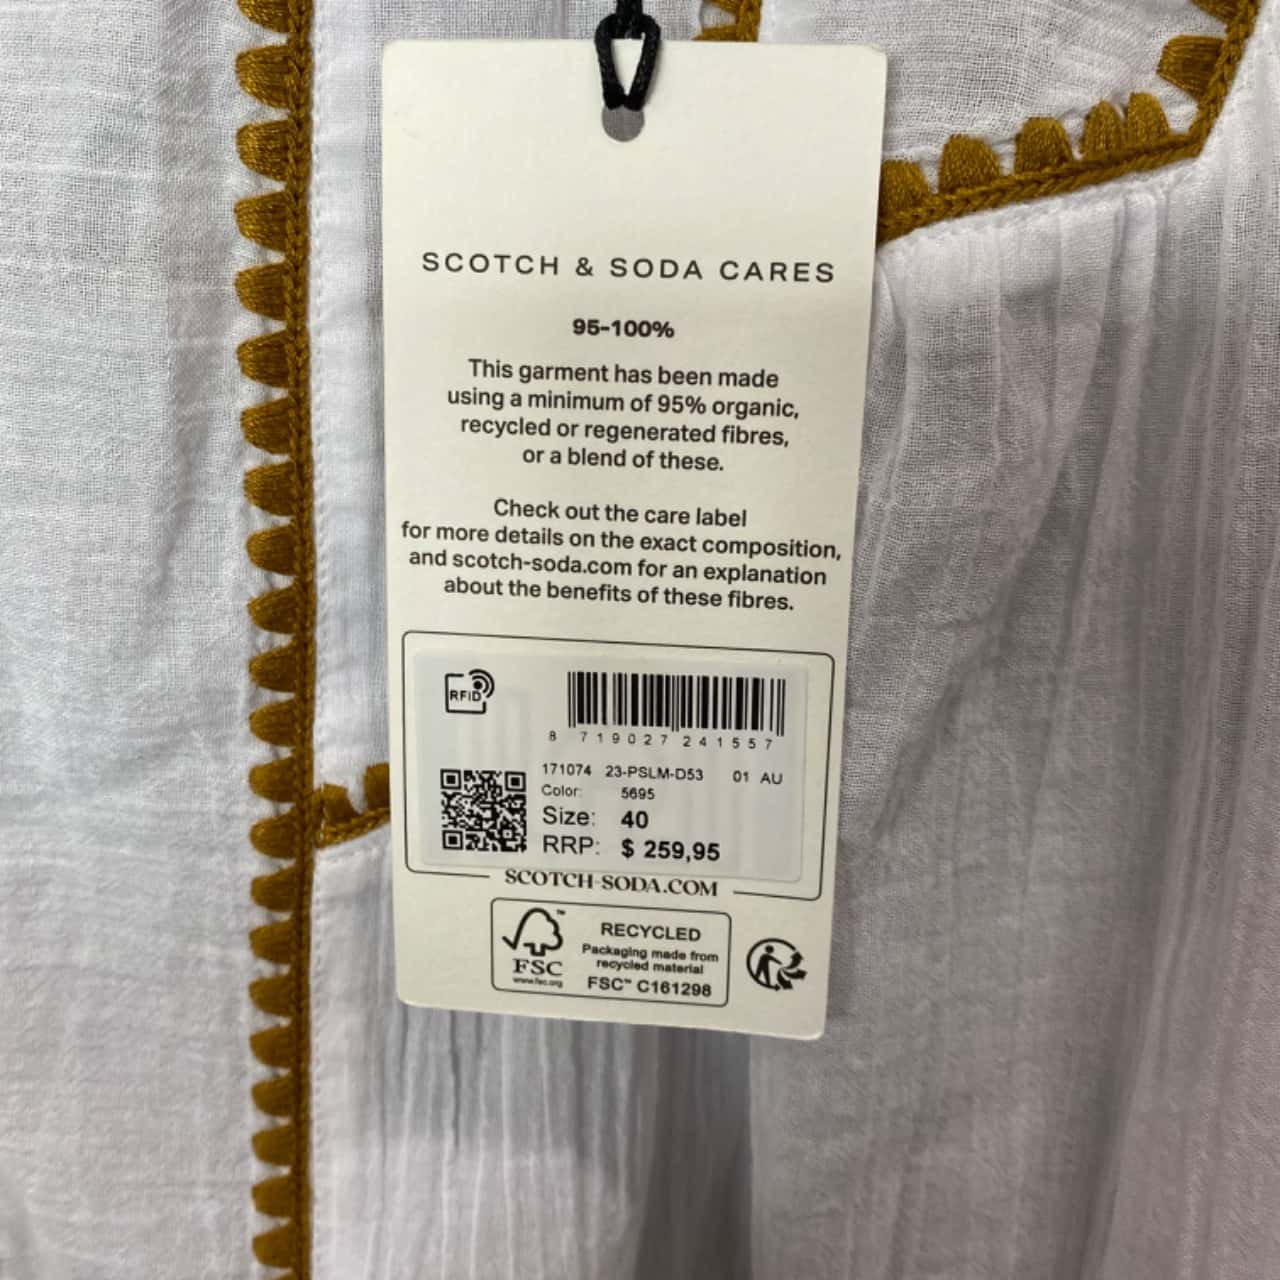 SCOTCH & SODA CARES
95-100%
This garment has been made
using a minimum of 95% organic,
recycled or regenerated fibres,
or a blend of these.
Check out the care label
for more details on the exact composition,
and scotch-soda.com for an explanation
about the benefits of these fibres.
RFiD
8 719027 241557
171074 23-PSLM-D53 01 AU
Color: 5695
Size: 40
RRP: $ 259,95
SCOTCH-SODA.COM
FSC™
www.fsc.org
RECYCLED
Packaging made from
recycled material
FSC™ C161298